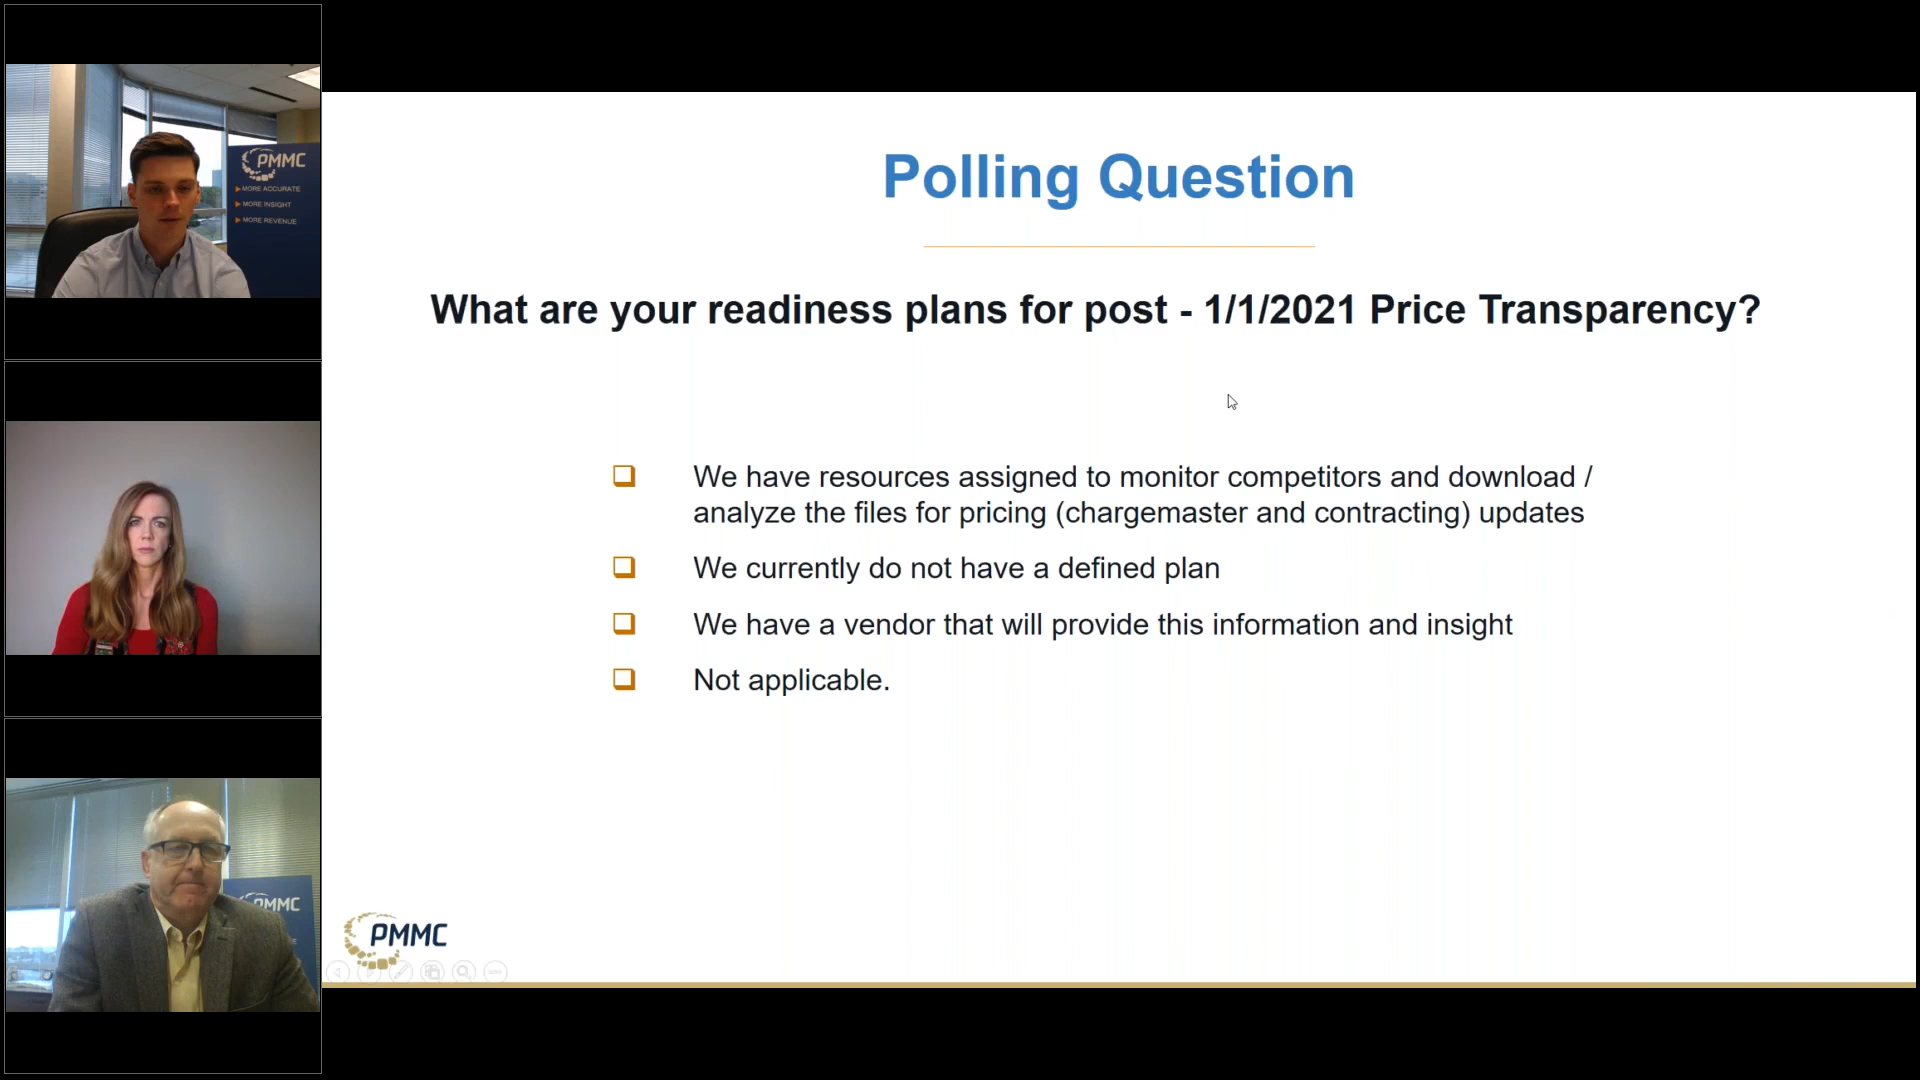 PMMC
MORE ACCURATE
MORE INSIGHT
MORE REVENUE
PMMC
Polling Question
What are your readiness plans for post - 1/1/2021 Price Transparency?
We have resources assigned to monitor competitors and download /
analyze the files for pricing (chargemaster and contracting) updates
We currently do not have a defined plan
We have a vendor that will provide this information and insight
Not applicable.
PMMC